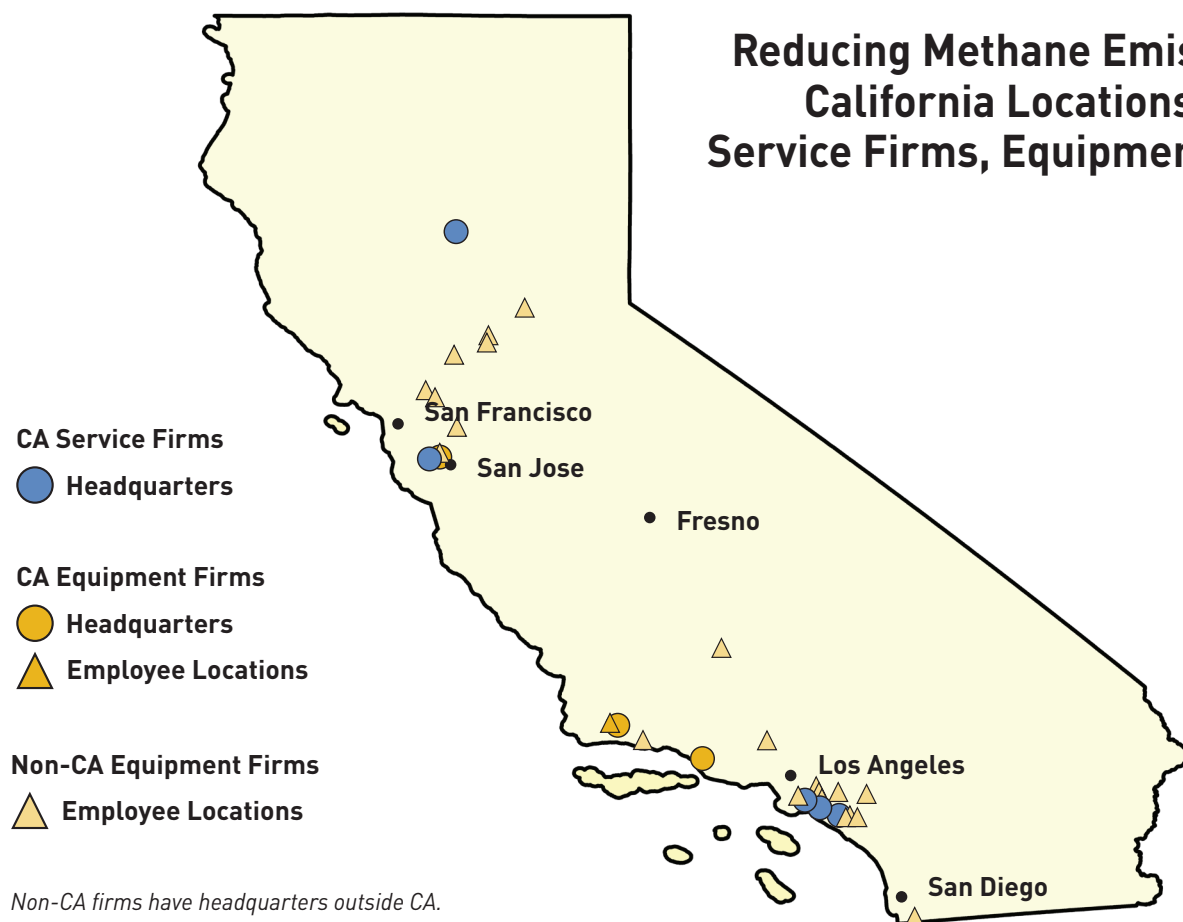 Reducing Methane Emis
California Locations
Service Firms, Equipmen
San Francisco
San Jose
Fresno
Los Angeles
San Diego
CA Service Firms
Headquarters
CA Equipment Firms
Headquarters
Employee Locations
Non-CA Equipment Firms
Employee Locations
Non-CA firms have headquarters outside CA.